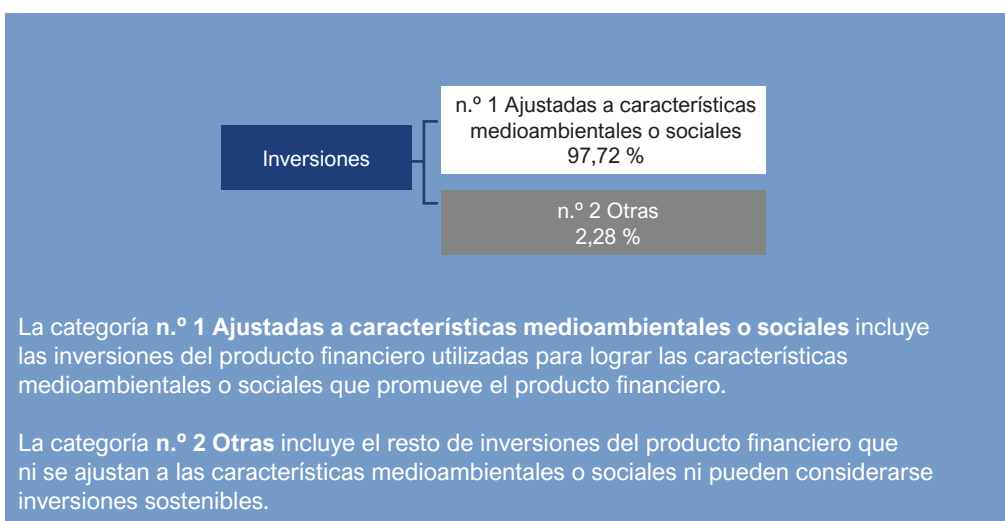 n.º 1 Ajustadas a características
medioambientales o sociales
97,72 %
Inversiones
n.º 2 Otras
2,28 %
La categoría n.º 1 Ajustadas a características medioambientales o sociales incluye
las inversiones del producto financiero utilizadas para lograr las características
medioambientales o sociales que promueve el producto financiero.
La categoría n.º 2 Otras incluye el resto de inversiones del producto financiero que
ni se ajustan a las características medioambientales o sociales ni pueden considerarse
inversiones sostenibles.